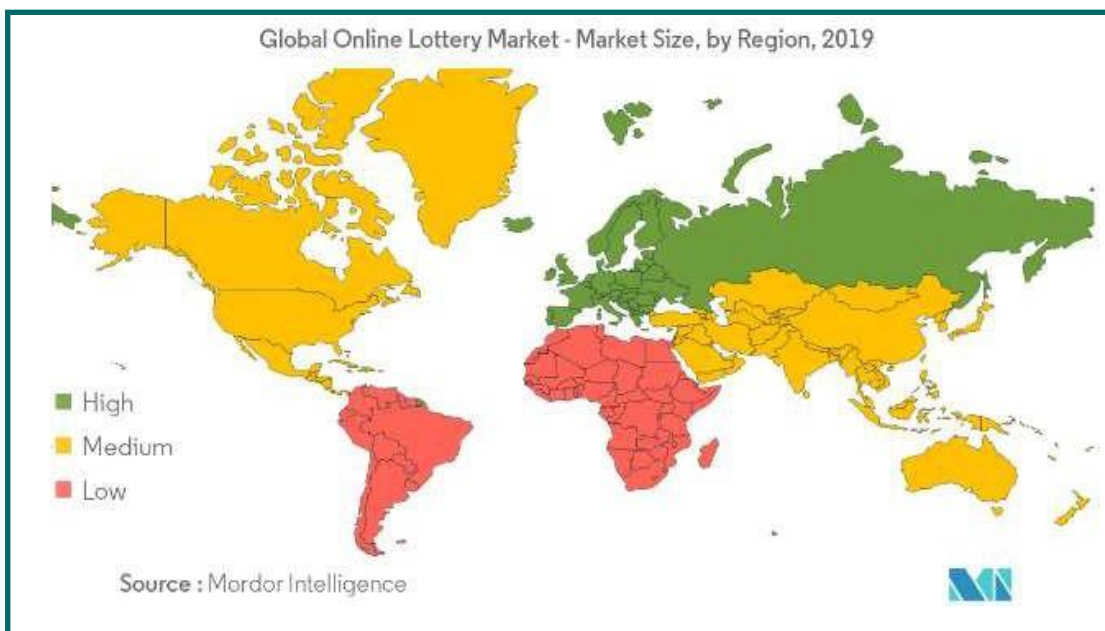 Global Online Lottery Market - Market Size, by Region, 2019
High
Medium
Low
Source : Mordor Intelligence